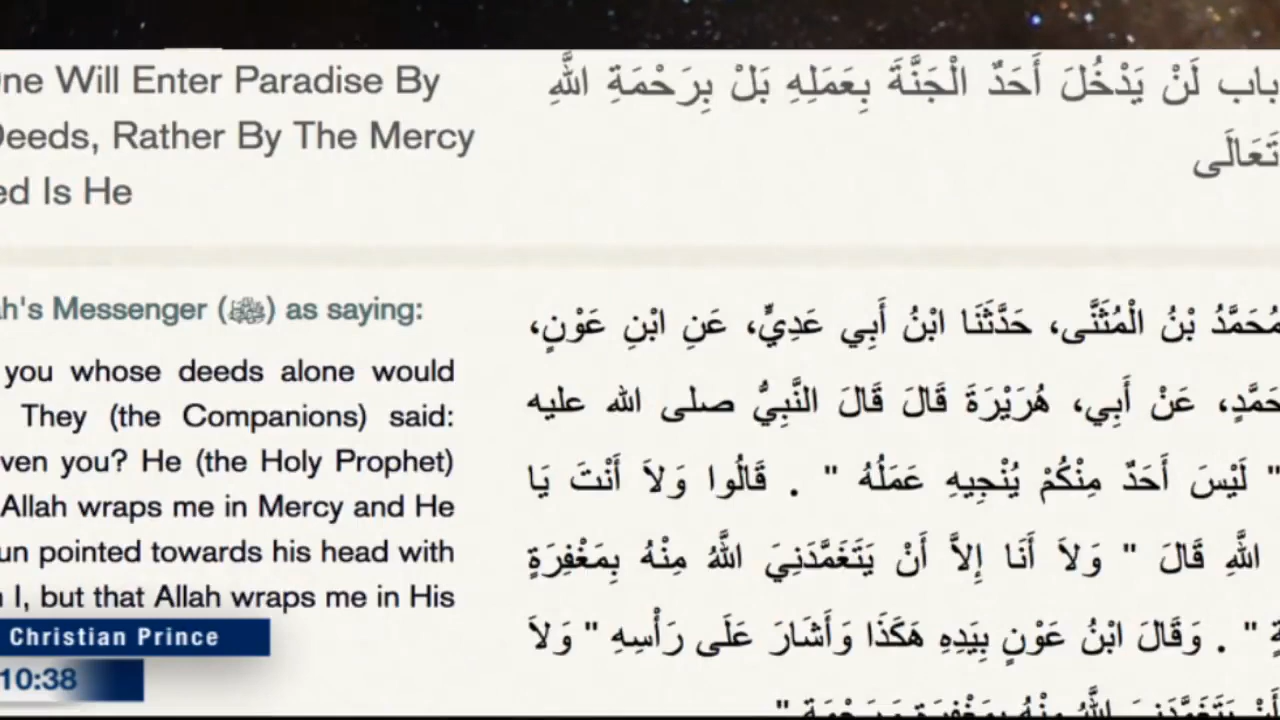 ne Will Enter Paradise By
Deeds, Rather By The Mercy
ed Is He
باب لَنْ يَدْخُلَ أَحَدٌ الْجَنَّةَ بِعَمَلِهِ بَلْ بِرَحْمَةِ اللَّهِ
تَعَالَى
h's Messenger (ﷺ) as saying:
you whose deeds alone would
They (the Companions) said:
ven you? He (the Holy Prophet)
Allah wraps me in Mercy and He
un pointed towards his head with
I, but that Allah wraps me in His
مُحَمَّدُ بْنُ الْمُثَنَّى، حَدَّثَنَا ابْنُ أَبِي عَدِيٍّ، عَنِ ابْنِ عَوْنٍ،
حَمَّدٍ، عَنْ أَبِي، هُرَيْرَةَ قَالَ قَالَ النَّبِيُّ صلى الله عليه
" لَيْسَ أَحَدٌ مِنْكُمْ يُنْجِيهِ عَمَلُهُ " . قَالُوا وَلاَ أَنْتَ يَا
اللَّهِ قَالَ " وَلاَ أَنَا إِلاَّ أَنْ يَتَغَمَّدَنِيَ اللَّهُ مِنْهُ بِمَغْفِرَةٍ
" . وَقَالَ ابْنُ عَوْنٍ بِيَدِهِ هَكَذَا وَأَشَارَ عَلَى رَأْسِهِ " وَلاَ
أَنْ يَتَغَمَّدَنِيَ اللَّهُ مِنْهُ بِمَغْفِرَةٍ وَرَحْمَةٍ "
Christian Prince
10:38